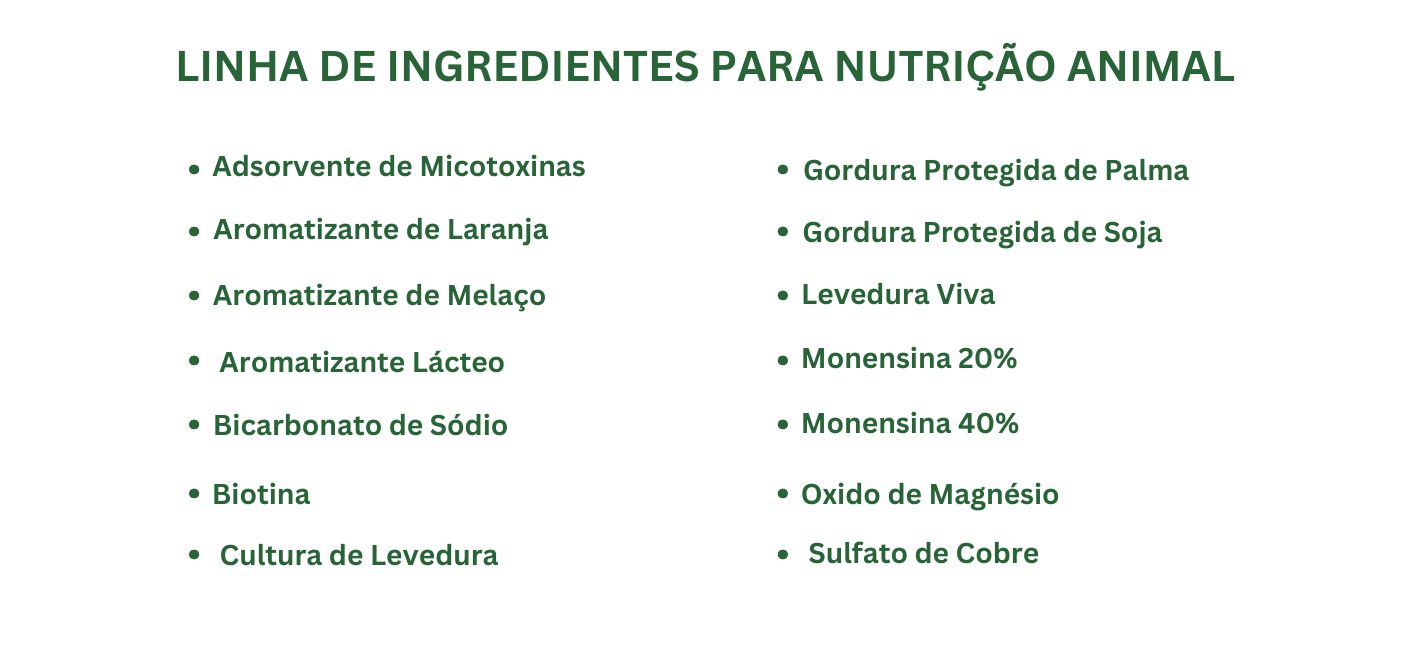 LINHA DE INGREDIENTES PARA NUTRIÇÃO ANIMAL
• Adsorvente de Micotoxinas
• Aromatizante de Laranja
• Aromatizante de Melaço
• Aromatizante Lácteo
• Bicarbonato de Sódio
• Biotina
• Cultura de Levedura
• Gordura Protegida de Palma
• Gordura Protegida de Soja
• Levedura Viva
• Monensina 20%
• Monensina 40%
• Oxido de Magnésio
• Sulfato de Cobre